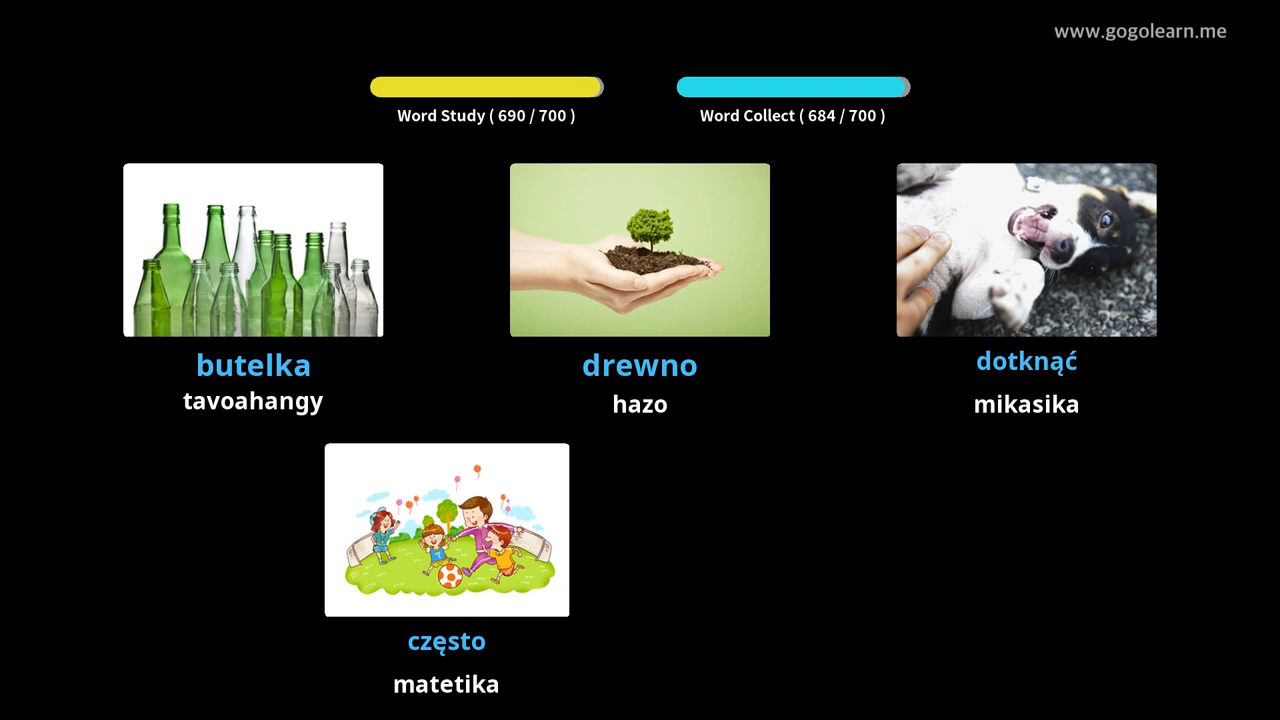 www.gogolearn.me
Word Study ( 690 / 700 )
Word Collect ( 684 / 700 )
butelka
tavoahangy
drewno
hazo
dotknąć
mikasika
często
matetika